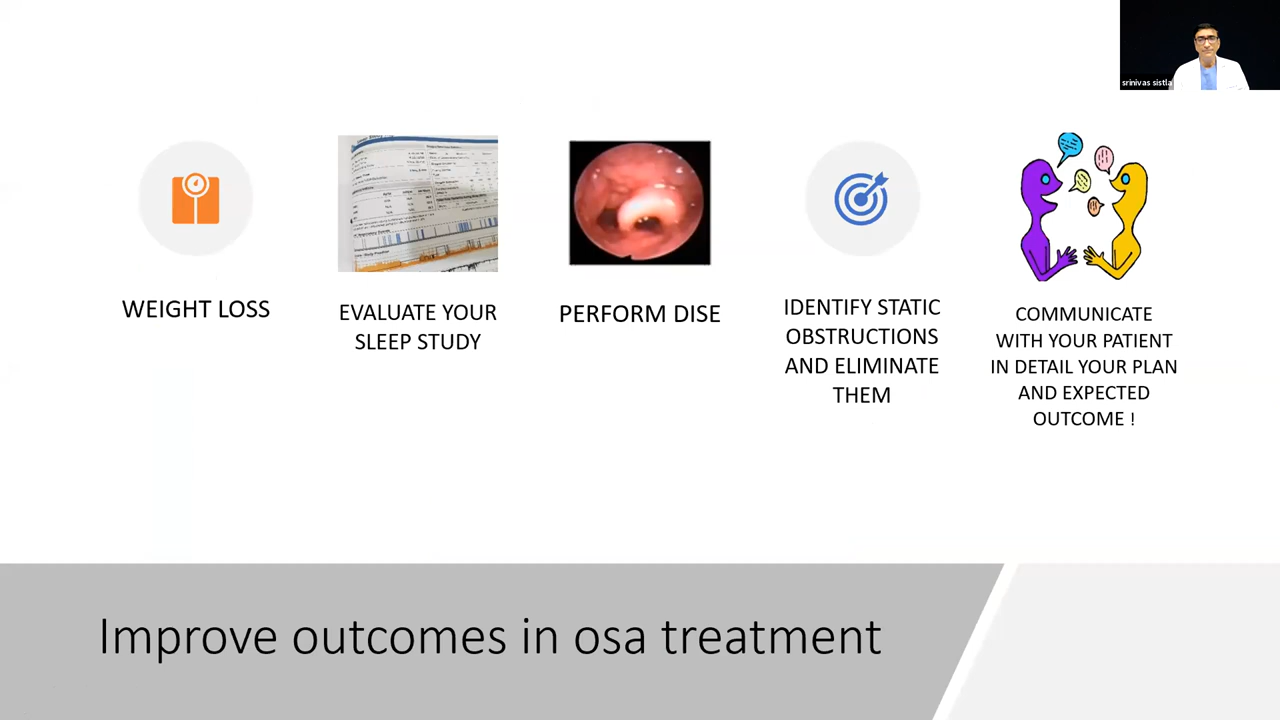 srinivas sistla
WEIGHT LOSS
EVALUATE YOUR
SLEEP STUDY
PERFORM DISE
IDENTIFY STATIC
OBSTRUCTIONS
AND ELIMINATE
THEM
COMMUNICATE
WITH YOUR PATIENT
IN DETAIL YOUR PLAN
AND EXPECTED
OUTCOME !
Improve outcomes in osa treatment